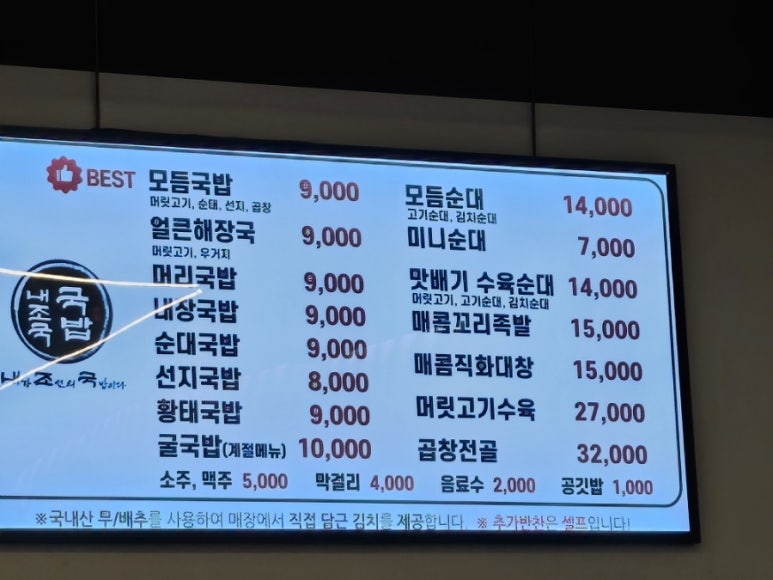 BEST
모듬국밥 9,000
머릿고기, 순대, 선지, 곱창
얼큰해장국 9,000
머릿고기, 우거지
머리국밥 9,000
내장국밥 9,000
순대국밥 9,000
선지국밥 8,000
황태국밥 9,000
굴국밥(계절메뉴) 10,000
모듬순대 14,000
고기순대, 김치순대
미니순대 7,000
맛배기 수육순대 14,000
머릿고기, 고기순대, 김치순대
매콤꼬리족발 15,000
매콤직화대창 15,000
머릿고기수육 27,000
곱창전골 32,000
소주, 맥주 5,000 막걸리 4,000 음료수 2,000 공깃밥 1,000
내조국
국밥
※국내산 무/배추를 사용하여 매장에서 직접 담근 김치를 제공합니다. ※ 추가반찬은 셀프입니다!